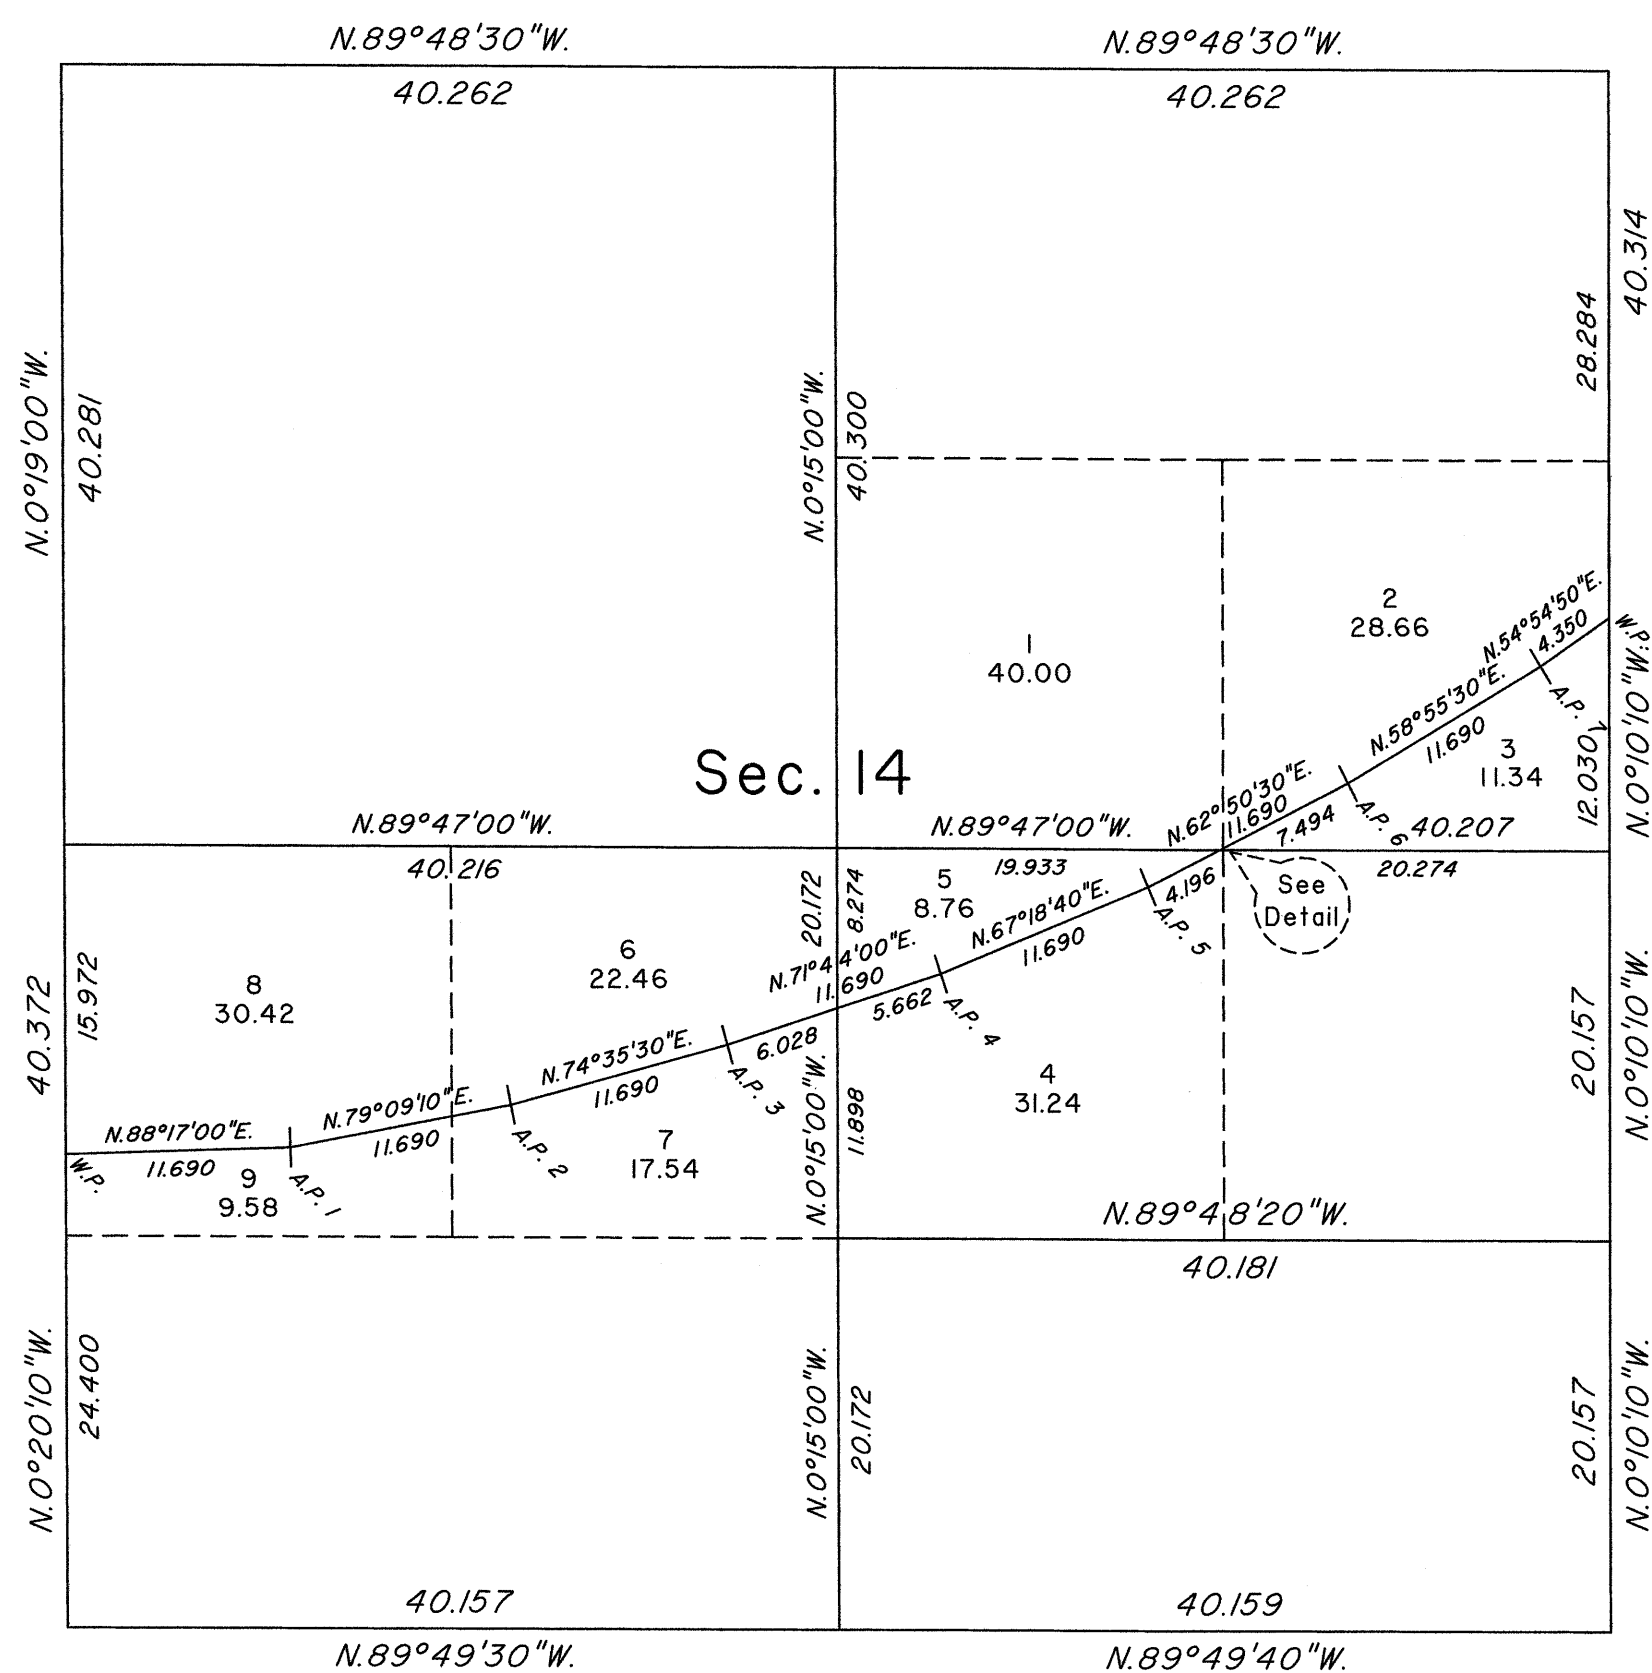 N.89°48'30"W.
N.89°48'30"W.
40.262
40.262
40.314
28.284
N.0°19'00"W.
40.281
N.0°15'00"W.
40.300
N.54°54'50"E.
4.350
W.P.
N.0°10'10"W.
2
28.66
1
40.00
N.58°55'30"E.
11.690
A.P. 7
3
11.34
12.030
Sec. 14
N.62°50'30"E.
11.690
7.494
A.P. 6
N.89°47'00"W.
N.89°47'00"W.
40.207
40.216
19.933
20.274
See
Detail
20.172
8.274
5
8.76
4.196
A.P. 5
N.67°18'40"E.
11.690
N.71°44'00"E.
11.690
5.662
A.P. 4
6
22.46
8
30.42
15.972
40.372
N.0°10'10"W.
20.157
6.028
A.P. 3
N.74°35'30"E.
11.690
4
31.24
N.0°15'00"W.
11.898
N.79°09'10"E.
11.690
A.P. 2
N.88°17'00"E.
11.690
W.P.
A.P. 1
7
17.54
9
9.58
N.89°48'20"W.
40.181
N.0°20'10"W.
24.400
N.0°15'00"W.
20.172
20.157
N.0°10'10"W.
40.157
40.159
N.89°49'30"W.
N.89°49'40"W.